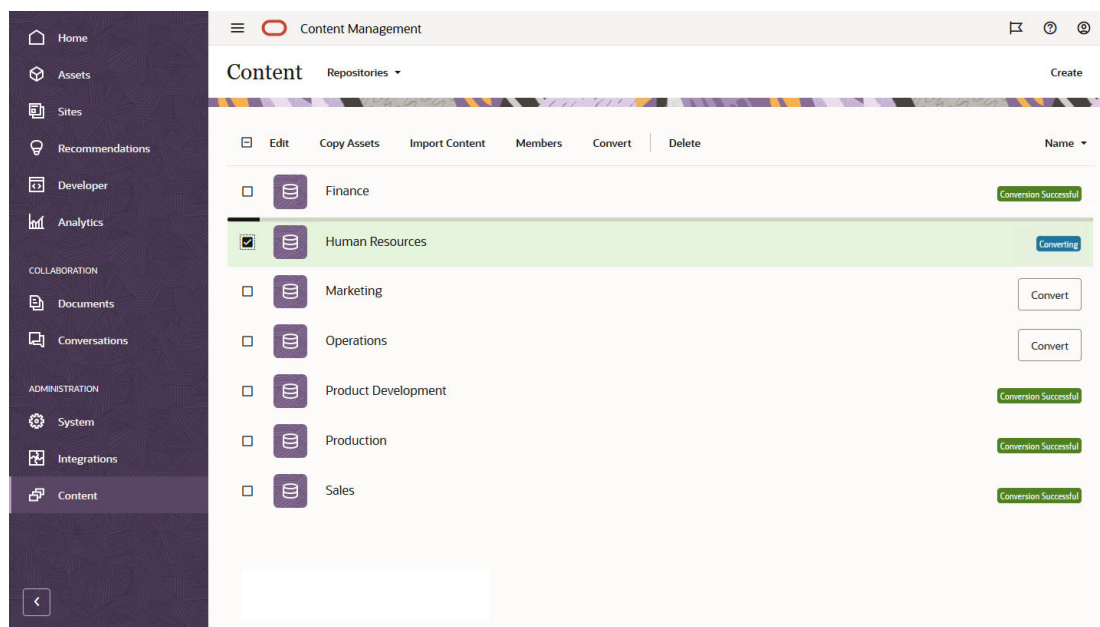 Home
Assets
Sites
Recommendations
Developer
Analytics
COLLABORATION
Documents
Conversations
ADMINISTRATION
System
Integrations
Content
Content Management
Content Repositories Create
Edit Copy Assets Import Content Members Convert Delete Name
Finance Conversion Successful
Human Resources Converting
Marketing Convert
Operations Convert
Product Development Conversion Successful
Production Conversion Successful
Sales Conversion Successful